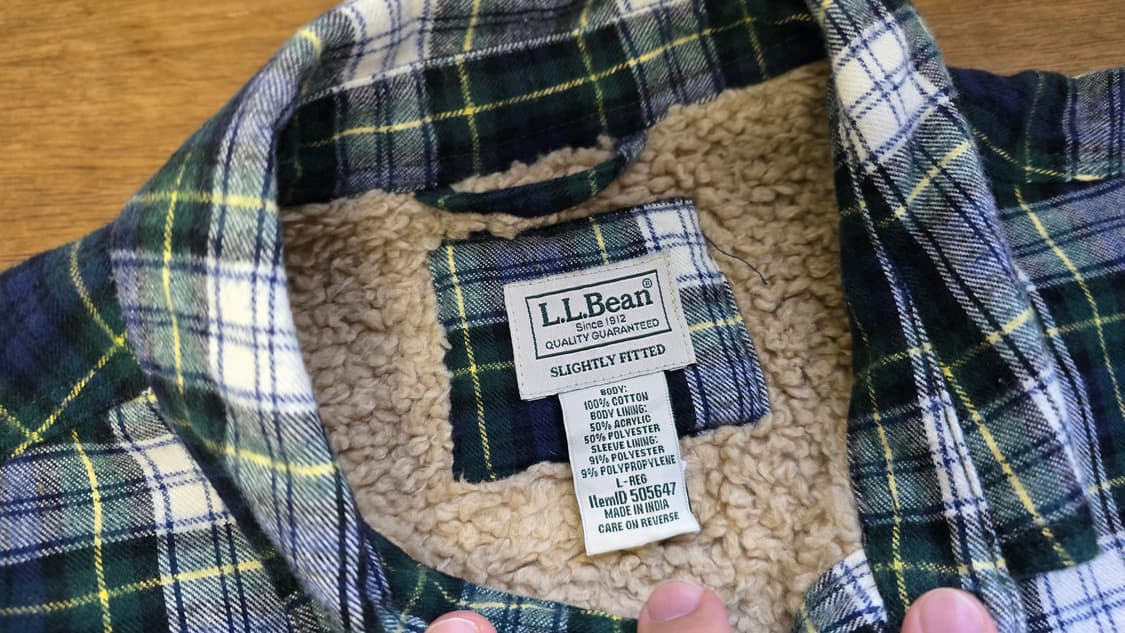 L.L.Bean®
Since 1912
QUALITY GUARANTEED
SLIGHTLY FITTED
BODY:
100% COTTON
BODY LINING:
50% ACRYLIC
50% POLYESTER
SLEEVE LINING:
91% POLYESTER
9% POLYPROPYLENE
L-REG
ItemID 505647
MADE IN INDIA
CARE ON REVERSE